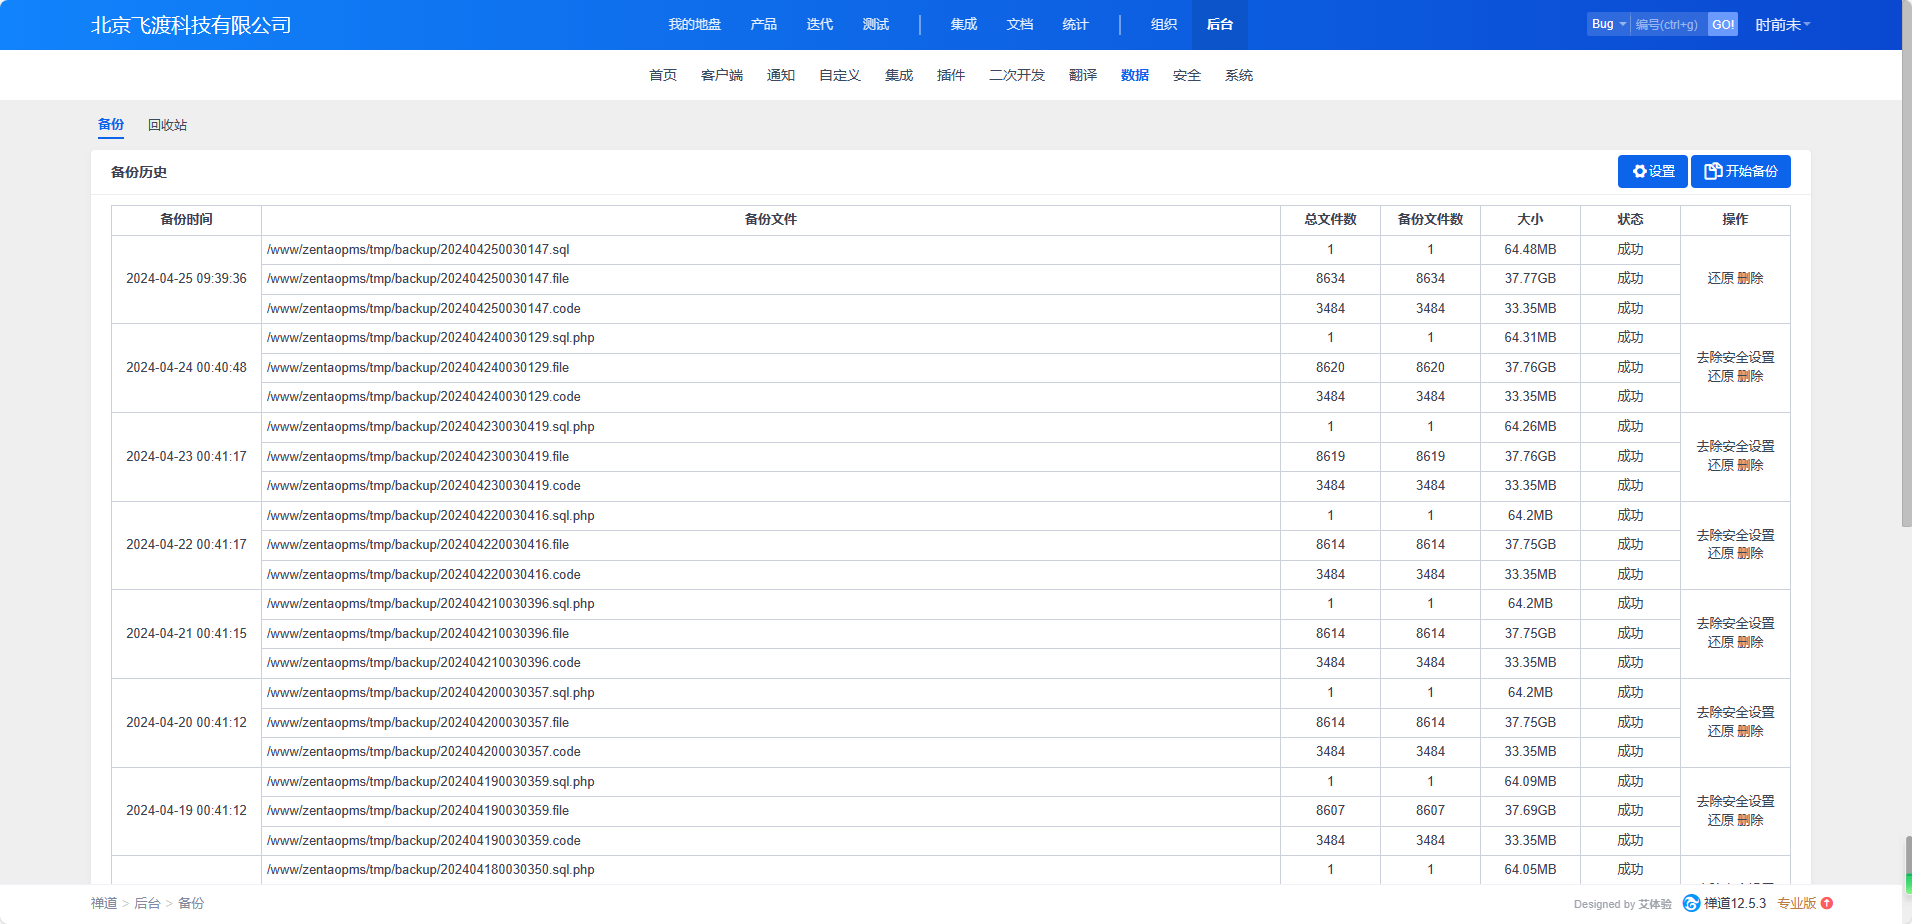 北京飞渡科技有限公司 我的地盘 产品 迭代 测试 集成 文档 统计 组织 后台 Bug 编号(ctrl+g) GO! 时前未
首页 客户端 通知 自定义 集成 插件 二次开发 翻译 数据 安全 系统
备份 回收站
备份历史 设置 开始备份
备份时间 备份文件 总文件数 备份文件数 大小 状态 操作
/www/zentaopms/tmp/backup/202404250030147.sql 1 1 64.48MB 成功
2024-04-25 09:39:36 /www/zentaopms/tmp/backup/202404250030147.file 8634 8634 37.77GB 成功 还原 删除
/www/zentaopms/tmp/backup/202404250030147.code 3484 3484 33.35MB 成功
/www/zentaopms/tmp/backup/202404240030129.sql.php 1 1 64.31MB 成功
2024-04-24 00:40:48 /www/zentaopms/tmp/backup/202404240030129.file 8620 8620 37.76GB 成功 去除安全设置
还原 删除
/www/zentaopms/tmp/backup/202404240030129.code 3484 3484 33.35MB 成功
/www/zentaopms/tmp/backup/202404230030419.sql.php 1 1 64.26MB 成功
2024-04-23 00:41:17 /www/zentaopms/tmp/backup/202404230030419.file 8619 8619 37.76GB 成功 去除安全设置
还原 删除
/www/zentaopms/tmp/backup/202404230030419.code 3484 3484 33.35MB 成功
/www/zentaopms/tmp/backup/202404220030416.sql.php 1 1 64.2MB 成功
2024-04-22 00:41:17 /www/zentaopms/tmp/backup/202404220030416.file 8614 8614 37.75GB 成功 去除安全设置
还原 删除
/www/zentaopms/tmp/backup/202404220030416.code 3484 3484 33.35MB 成功
/www/zentaopms/tmp/backup/202404210030396.sql.php 1 1 64.2MB 成功
2024-04-21 00:41:15 /www/zentaopms/tmp/backup/202404210030396.file 8614 8614 37.75GB 成功 去除安全设置
还原 删除
/www/zentaopms/tmp/backup/202404210030396.code 3484 3484 33.35MB 成功
/www/zentaopms/tmp/backup/202404200030357.sql.php 1 1 64.2MB 成功
2024-04-20 00:41:12 /www/zentaopms/tmp/backup/202404200030357.file 8614 8614 37.75GB 成功 去除安全设置
还原 删除
/www/zentaopms/tmp/backup/202404200030357.code 3484 3484 33.35MB 成功
/www/zentaopms/tmp/backup/202404190030359.sql.php 1 1 64.09MB 成功
2024-04-19 00:41:12 /www/zentaopms/tmp/backup/202404190030359.file 8607 8607 37.69GB 成功 去除安全设置
还原 删除
/www/zentaopms/tmp/backup/202404190030359.code 3484 3484 33.35MB 成功
/www/zentaopms/tmp/backup/202404180030350.sql.php 1 1 64.05MB 成功
禅道 > 后台 > 备份 Designed by 艾体验 禅道12.5.3 专业版